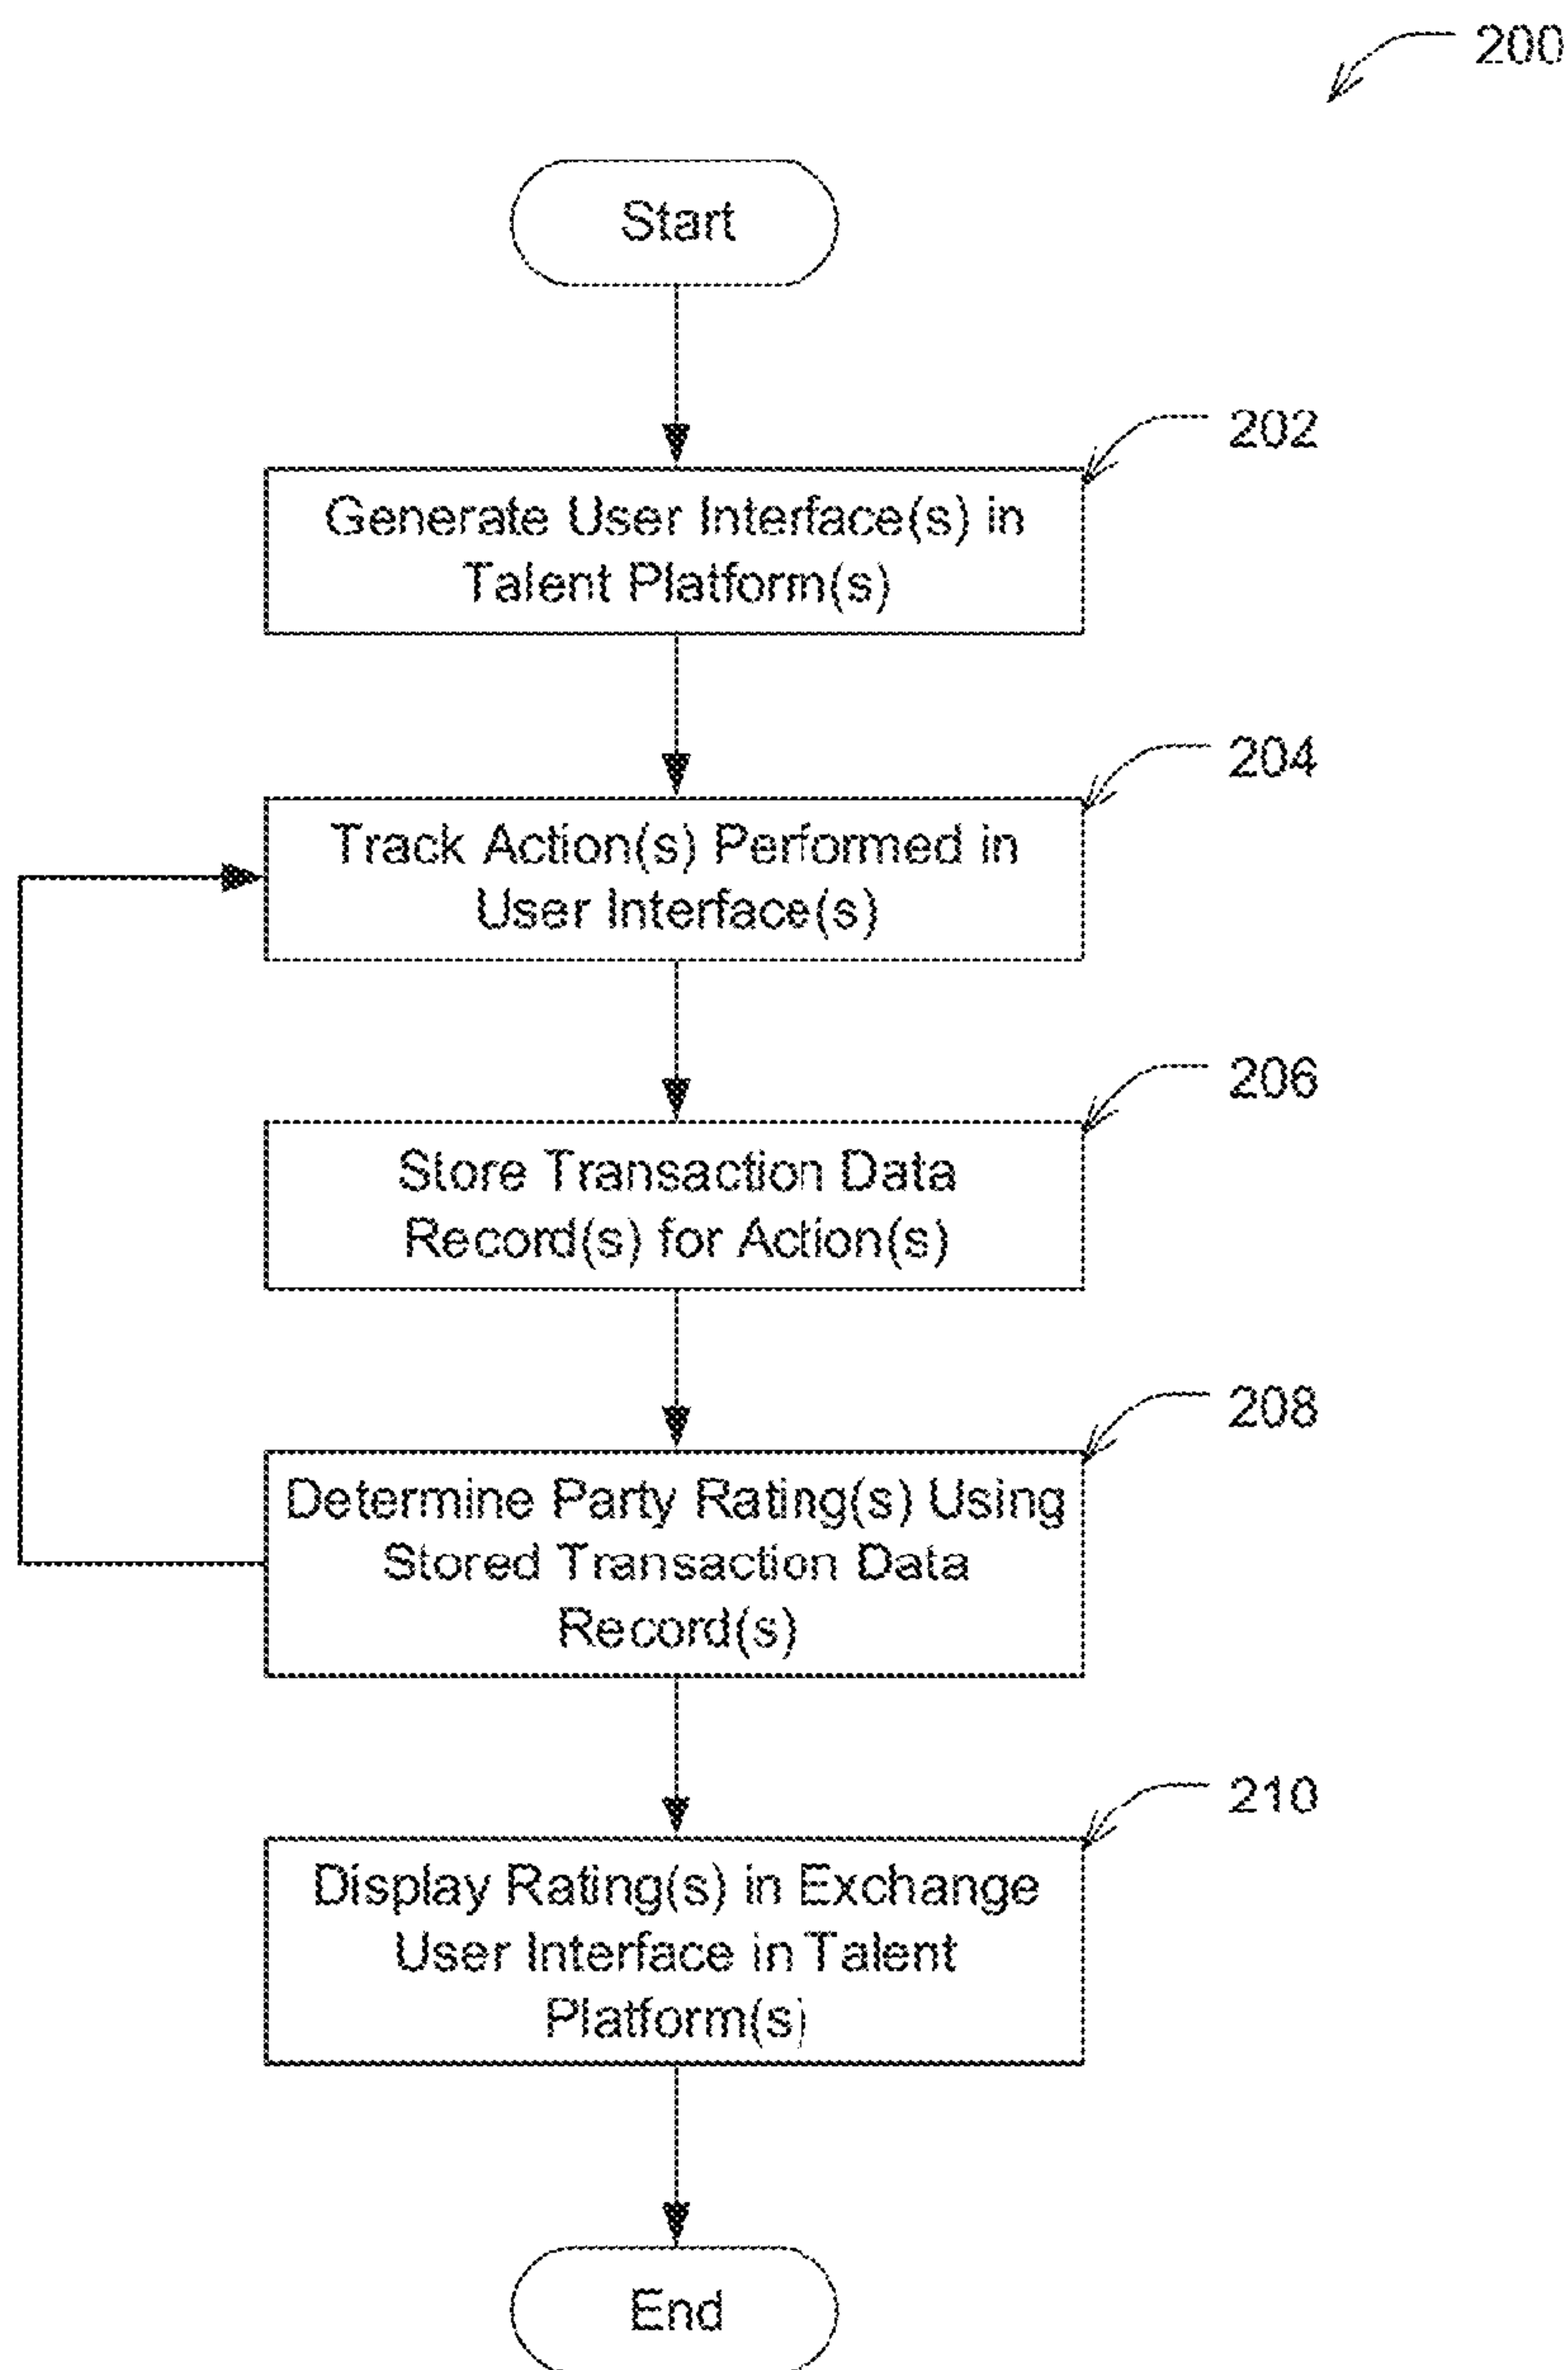 200
Start
202
Generate User Interface(s) in
Talent Platform(s)
204
Track Action(s) Performed in
User Interface(s)
206
Store Transaction Data
Record(s) for Action(s)
208
Determine Party Rating(s) Using
Stored Transaction Data
Record(s)
210
Display Rating(s) in Exchange
User Interface in Talent
Platform(s)
End